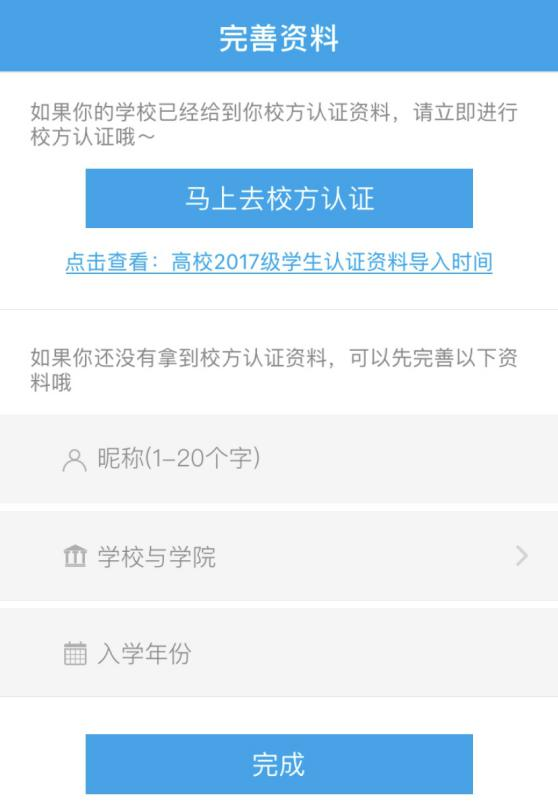 完善资料
如果你的学校已经给到你校方认证资料，请立即进行
校方认证哦～
马上去校方认证
点击查看：高校2017级学生认证资料导入时间
如果你还没有拿到校方认证资料，可以先完善以下资
料哦
昵称(1-20个字)
学校与学院
入学年份
完成